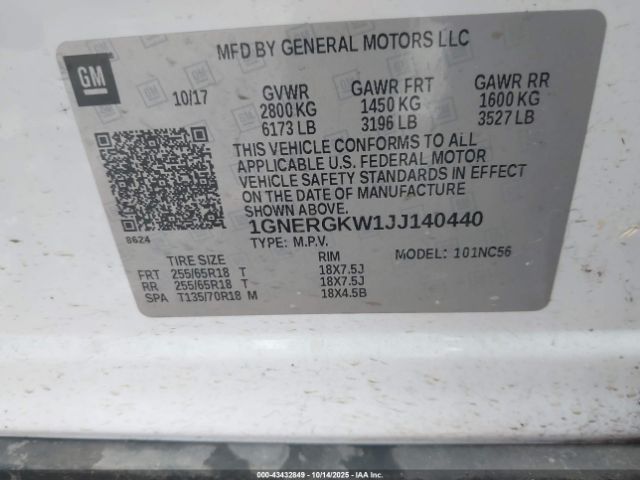 MFD BY GENERAL MOTORS LLC
GM
10/17
GVWR
2800 KG
6173 LB
GAWR FRT
1450 KG
3196 LB
GAWR RR
1600 KG
3527 LB
THIS VEHICLE CONFORMS TO ALL
APPLICABLE U.S. FEDERAL MOTOR
VEHICLE SAFETY STANDARDS IN EFFECT
ON THE DATE OF MANUFACTURE
SHOWN ABOVE.
8624
1GNERGKW1JJ140440
TYPE: M.P.V.
MODEL: 101NC56
TIRE SIZE RIM
FRT 255/65R18 T 18X7.5J
RR 255/65R18 T 18X7.5J
SPA T135/70R18 M 18X4.5B
© IAA 43432849 | 10/14/2025 | IAAI.COM